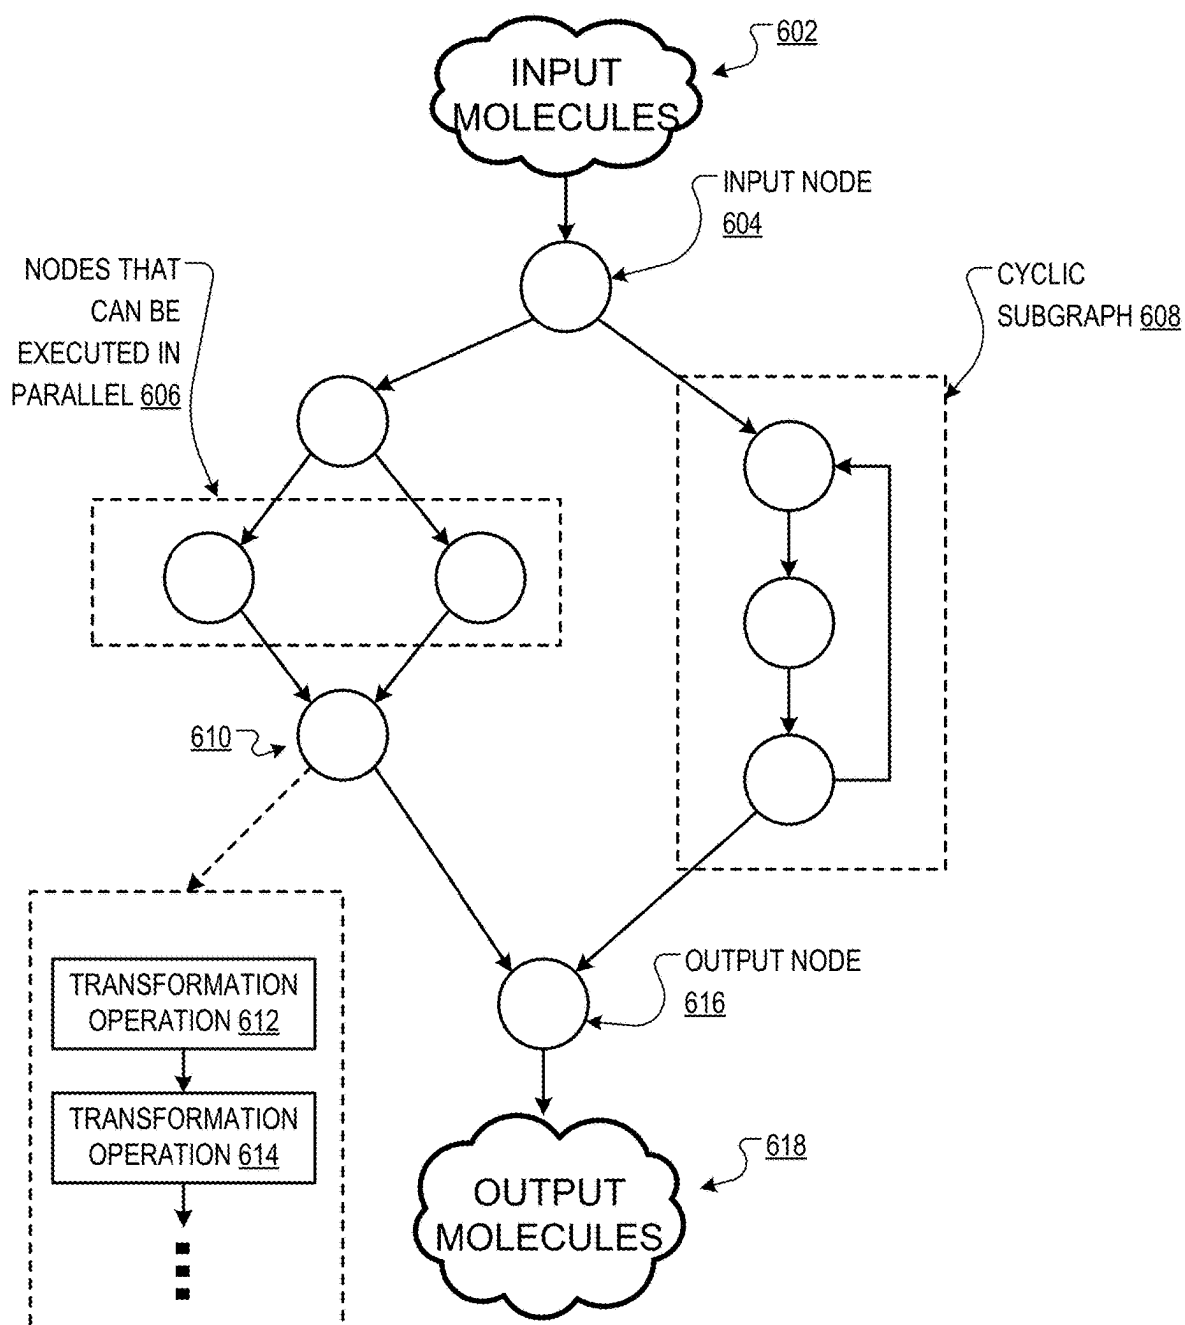 INPUT
MOLECULES
602
INPUT NODE
604
NODES THAT
CAN BE
EXECUTED IN
PARALLEL 606
CYCLIC
SUBGRAPH 608
610
TRANSFORMATION
OPERATION 612
TRANSFORMATION
OPERATION 614
OUTPUT NODE
616
OUTPUT
MOLECULES
618